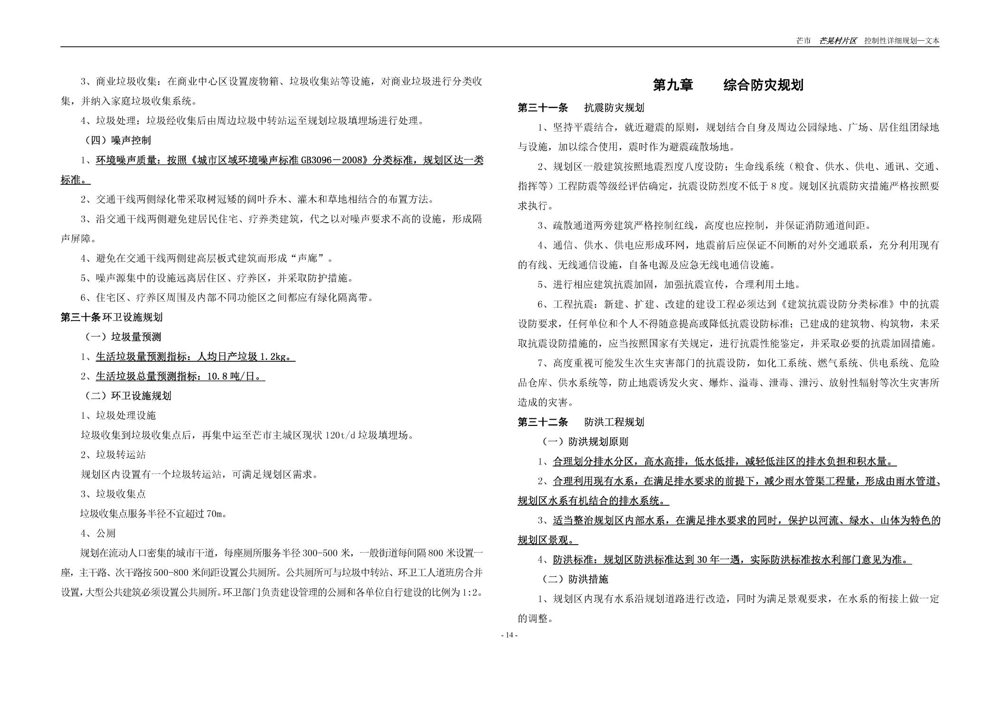 芒市 芒晃村片区 控制性详细规划—文本
3、商业垃圾收集：在商业中心区设置废物箱、垃圾收集站等设施，对商业垃圾进行分类收
集，并纳入家庭垃圾收集系统。
4、垃圾处理：垃圾经收集后由周边垃圾中转站运至规划垃圾填埋场进行处理。
（四）噪声控制
1、环境噪声质量：按照《城市区域环境噪声标准 GB3096－2008》分类标准，规划区达一类
标准。
2、交通干线两侧绿化带采取树冠矮的阔叶乔木、灌木和草地相结合的布置方法。
3、沿交通干线两侧避免建居民住宅、疗养类建筑，代之以对噪声要求不高的设施，形成隔
声屏障。
4、避免在交通干线两侧建高层板式建筑而形成“声廊”。
5、噪声源集中的设施远离居住区、疗养区，并采取防护措施。
6、住宅区、疗养区周围及内部不同功能区之间都应有绿化隔离带。
第三十条 环卫设施规划
（一）垃圾量预测
1、生活垃圾量预测指标：人均日产垃圾 1.2kg。
2、生活垃圾总量预测指标：10.8 吨/日。
（二）环卫设施规划
1、垃圾处理设施
垃圾收集到垃圾收集点后，再集中运至芒市主城区现状 120t/d 垃圾填埋场。
2、垃圾转运站
规划区内设置有一个垃圾转运站，可满足规划区需求。
3、垃圾收集点
垃圾收集点服务半径不宜超过 70m。
4、公厕
规划在流动人口密集的城市干道，每座厕所服务半径 300-500 米，一般街道每间隔 800 米设置一
座，主干路、次干路按 500-800 米间距设置公共厕所。公共厕所可与垃圾中转站、环卫工人道班房合并
设置，大型公共建筑必须设置公共厕所。环卫部门负责建设管理的公厕和各单位自行建设的比例为 1:2。
第九章 综合防灾规划
第三十一条 抗震防灾规划
1、坚持平震结合，就近避震的原则，规划结合自身及周边公园绿地、广场、居住组团绿地
与设施，加以综合使用，震时作为避震疏散场地。
2、规划区一般建筑按照地震烈度八度设防；生命线系统（粮食、供水、供电、通讯、交通、
指挥等）工程防震等级经评估确定，抗震设防烈度不低于 8 度。规划区抗震防灾措施严格按照要
求执行。
3、疏散通道两旁建筑严格控制红线，高度也应控制，并保证消防通道间距。
4、通信、供水、供电应形成环网，地震前后应保证不间断的对外交通联系，充分利用现有
的有线、无线通信设施，自备电源及应急无线电通信设施。
5、进行相应建筑抗震加固，加强抗震宣传，合理利用土地。
6、工程抗震：新建、扩建、改建的建设工程必须达到《建筑抗震设防分类标准》中的抗震
设防要求，任何单位和个人不得随意提高或降低抗震设防标准；已建成的建筑物、构筑物，未采
取抗震设防措施的，应当按照国家有关规定，进行抗震性能鉴定，并采取必要的抗震加固措施。
7、高度重视可能发生次生灾害部门的抗震设防，如化工系统、燃气系统、供电系统、危险
品仓库、供水系统等，防止地震诱发火灾、爆炸、溢毒、泄毒、泄污、放射性辐射等次生灾害所
造成的灾害。
第三十二条 防洪工程规划
（一）防洪规划原则
1、合理划分排水分区，高水高排，低水低排，减轻低洼区的排水负担和积水量。
2、合理利用现有水系，在满足排水要求的前提下，减少雨水管渠工程量，形成由雨水管道、
规划区水系有机结合的排水系统。
3、适当整治规划区内部水系，在满足排水要求的同时，保护以河流、绿水、山体为特色的
规划区景观。
4、防洪标准：规划区防洪标准达到 30 年一遇，实际防洪标准按水利部门意见为准。
（二）防洪措施
1、规划区内现有水系沿规划道路进行改造，同时为满足景观要求，在水系的衔接上做一定
的调整。
- 14 -